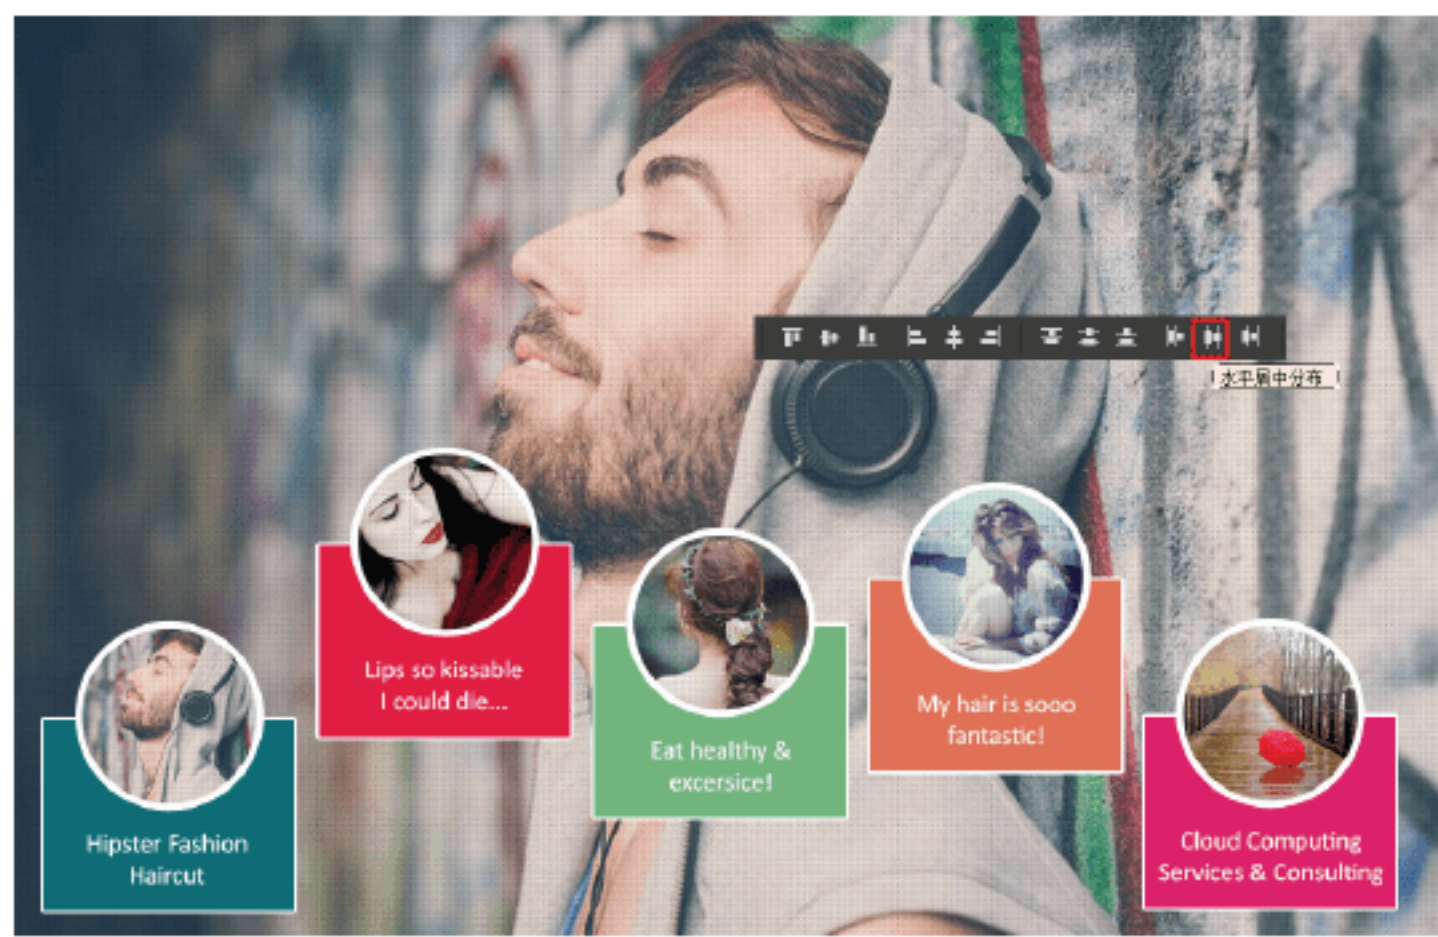 水平居中分布
Lips so kissable
I could die...
My hair is sooo
fantastic!
Eat healthy &
excersice!
Hipster Fashion
Haircut
Cloud Computing
Services & Consulting